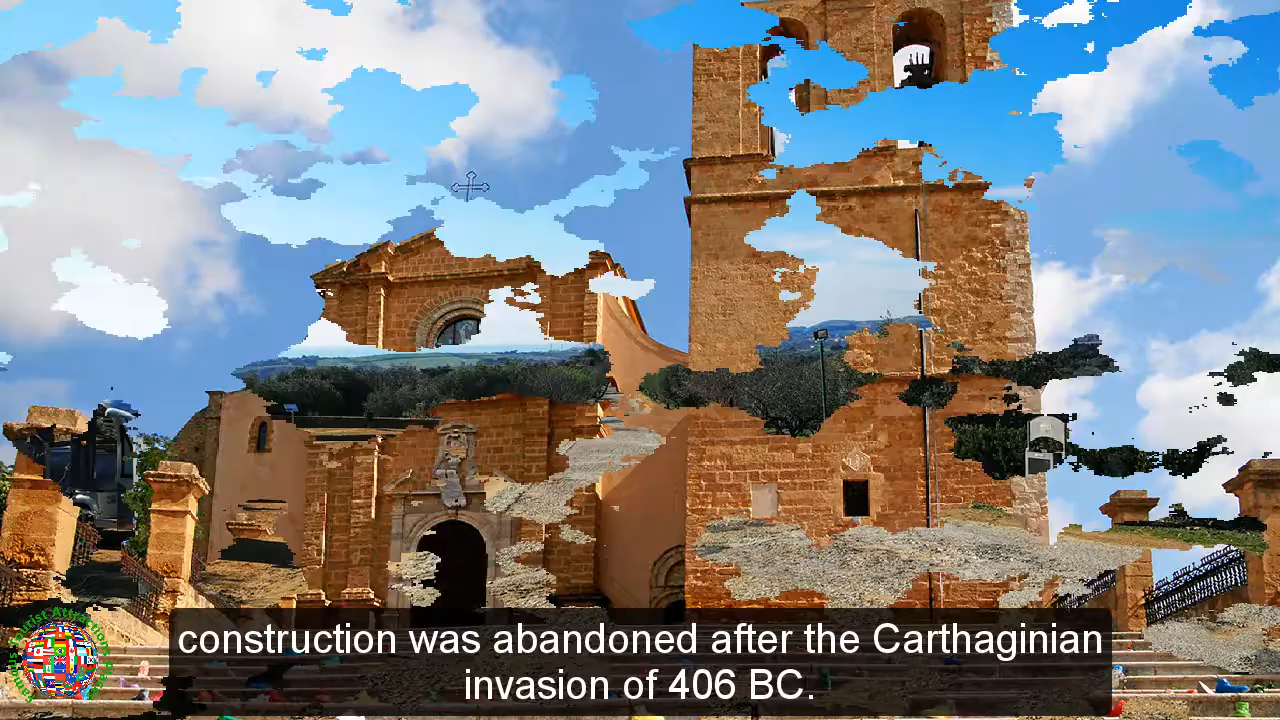 construction was abandoned after the Carthaginian
invasion of 406 BC.